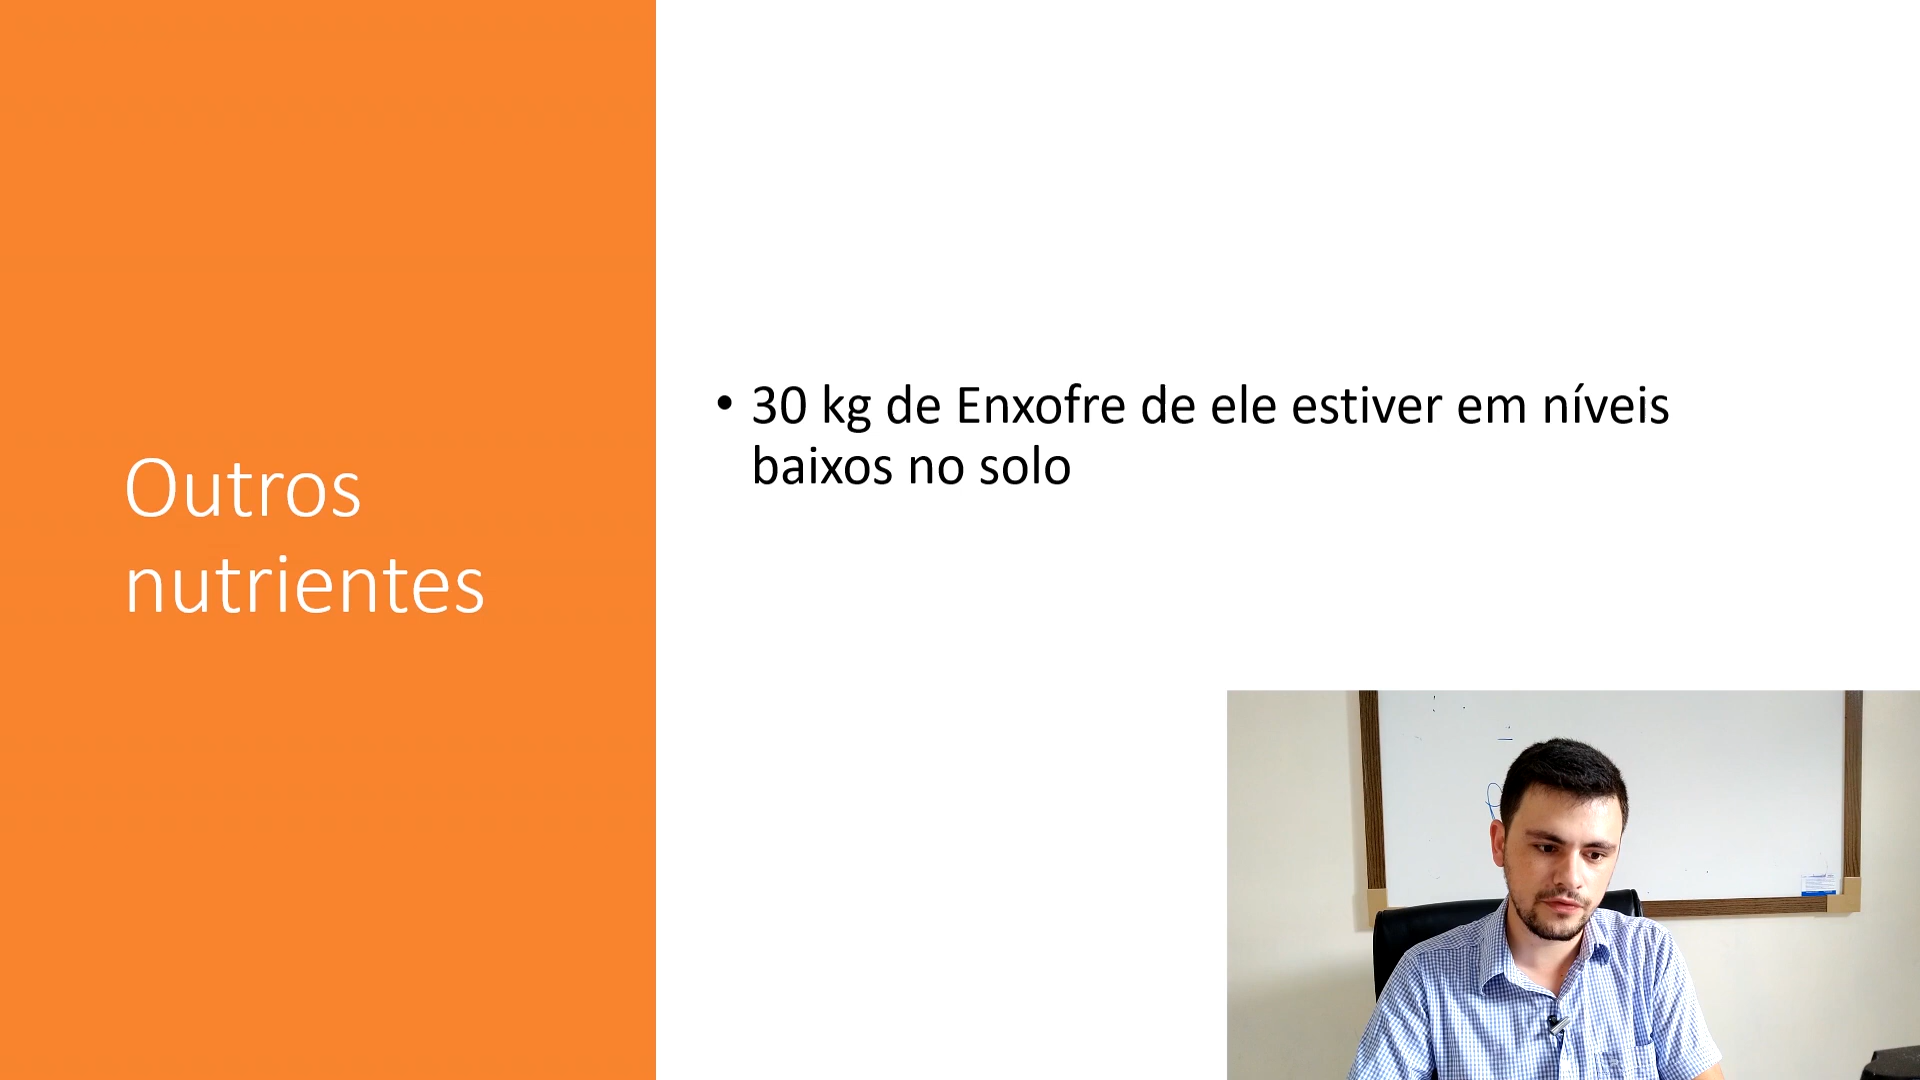 Outros
nutrientes
• 30 kg de Enxofre de ele estiver em níveis
baixos no solo